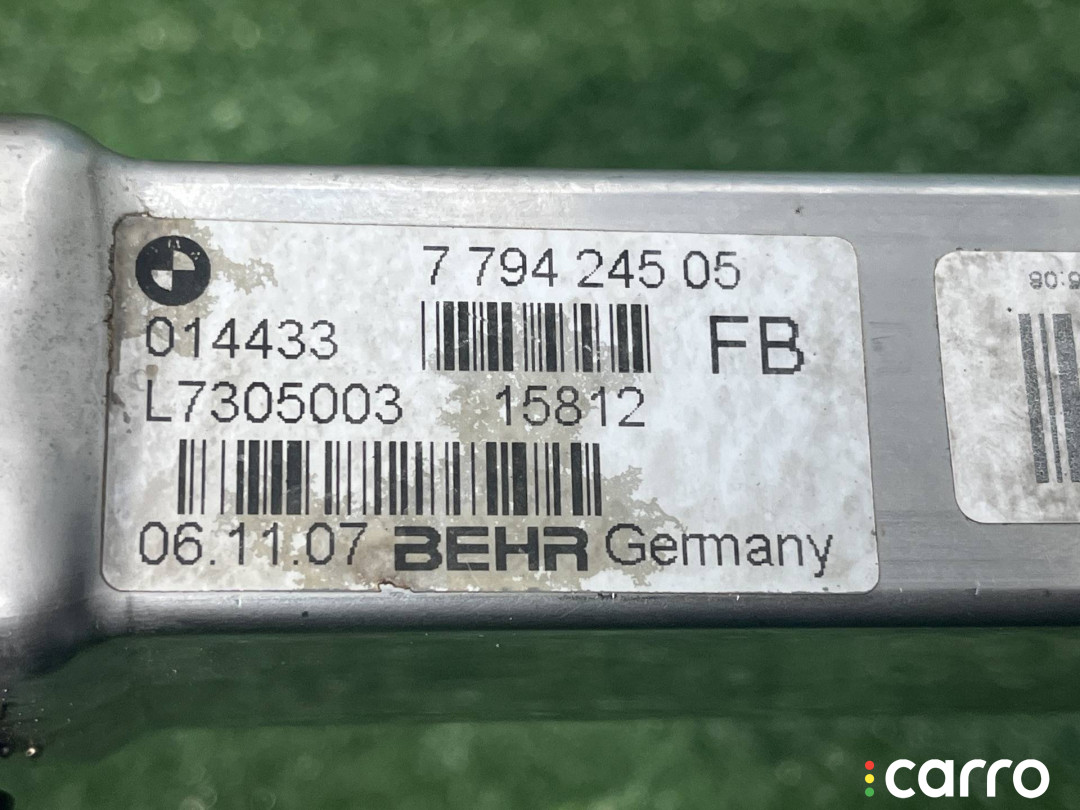 7 794 245 05
014433
FB
L7305003 15812
06.11.07 BEHR Germany
carro